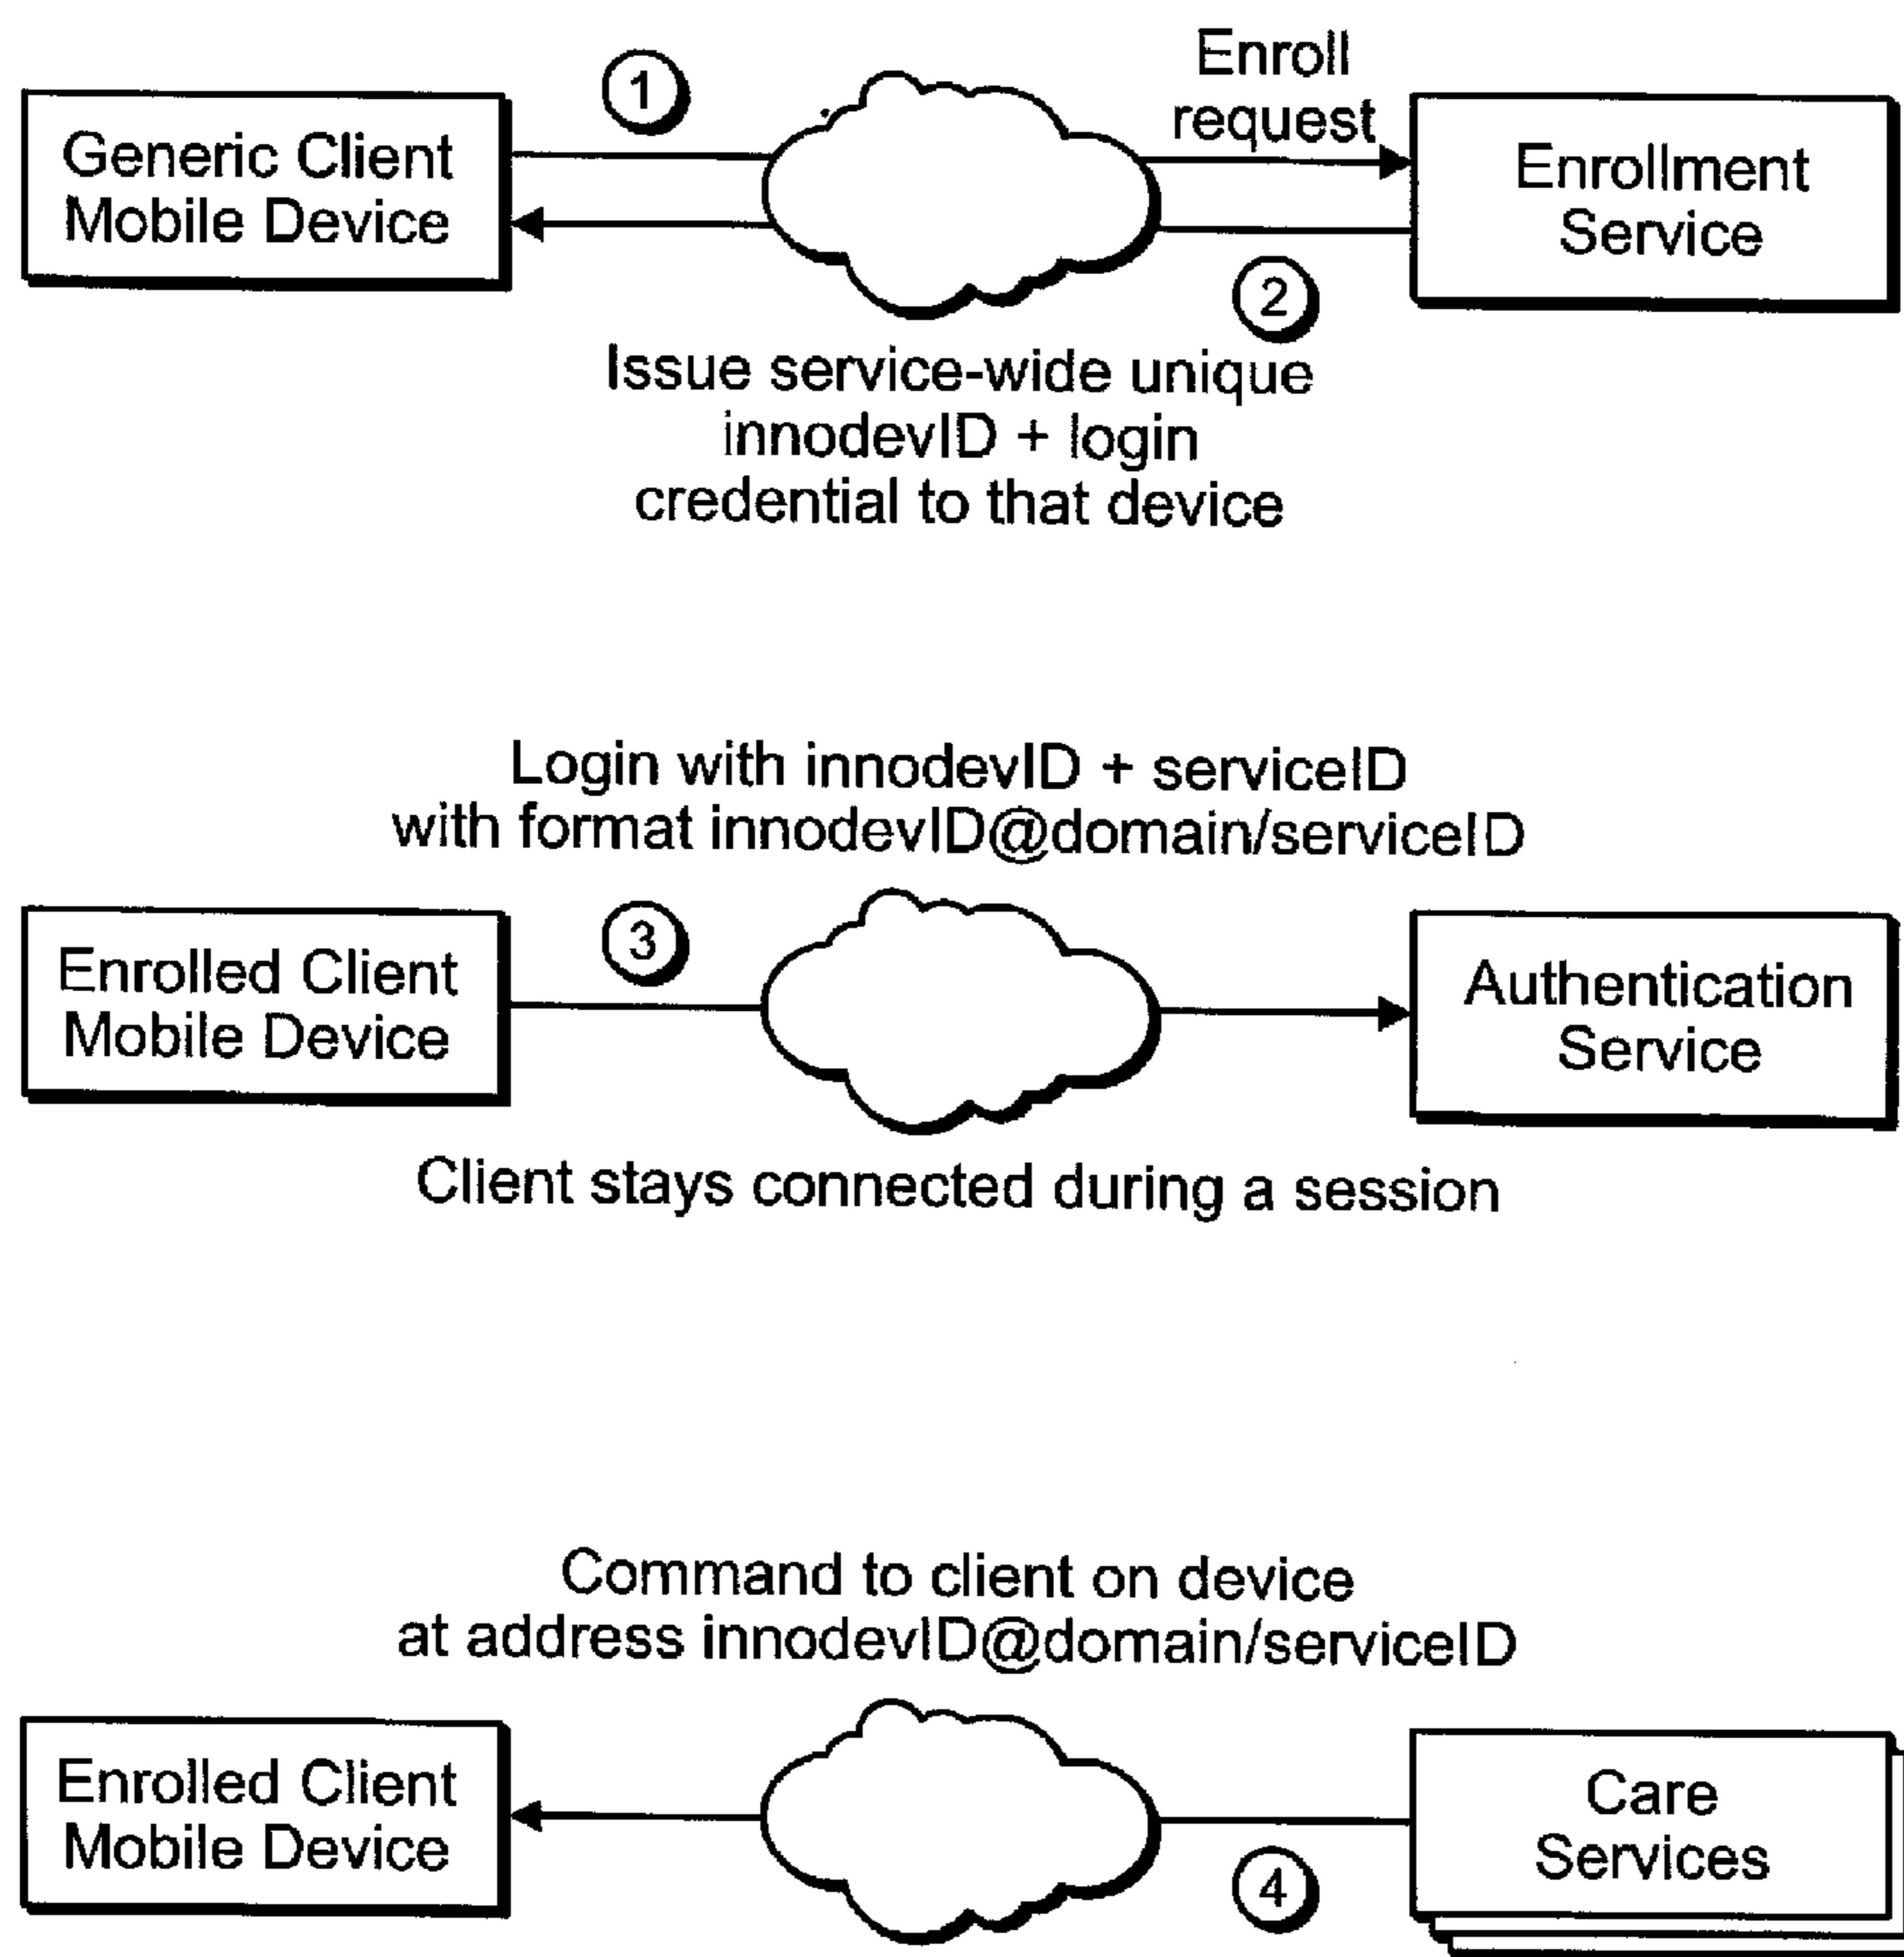 1
Enroll
request
Generic Client
Mobile Device
Enrollment
Service
2
Issue service-wide unique
innodevID + login
credential to that device
Login with innodevID + serviceID
with format innodevID@domain/serviceID
3
Enrolled Client
Mobile Device
Authentication
Service
Client stays connected during a session
Command to client on device
at address innodevID@domain/serviceID
Enrolled Client
Mobile Device
Care
Services
4